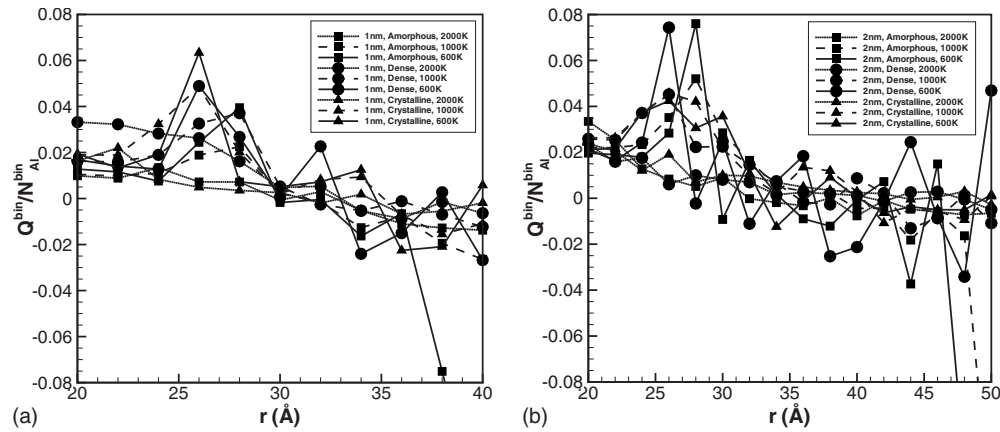 0.08
0.06
0.04
0.02
0
-0.02
-0.04
-0.06
-0.08
Q^bin/N_Al^bin
20
25
30
35
40
r (Å)
(a)
1nm, Amorphous, 2000K
1nm, Amorphous, 1000K
1nm, Amorphous, 600K
1nm, Dense, 2000K
1nm, Dense, 1000K
1nm, Dense, 600K
1nm, Crystalline, 2000K
1nm, Crystalline, 1000K
1nm, Crystalline, 600K
0.08
0.06
0.04
0.02
0
-0.02
-0.04
-0.06
-0.08
Q^bin/N_Al^bin
20
25
30
35
40
45
50
r (Å)
(b)
2nm, Amorphous, 2000K
2nm, Amorphous, 1000K
2nm, Amorphous, 600K
2nm, Dense, 2000K
2nm, Dense, 1000K
2nm, Dense, 600K
2nm, Crystalline, 2000K
2nm, Crystalline, 1000K
2nm, Crystalline, 600K